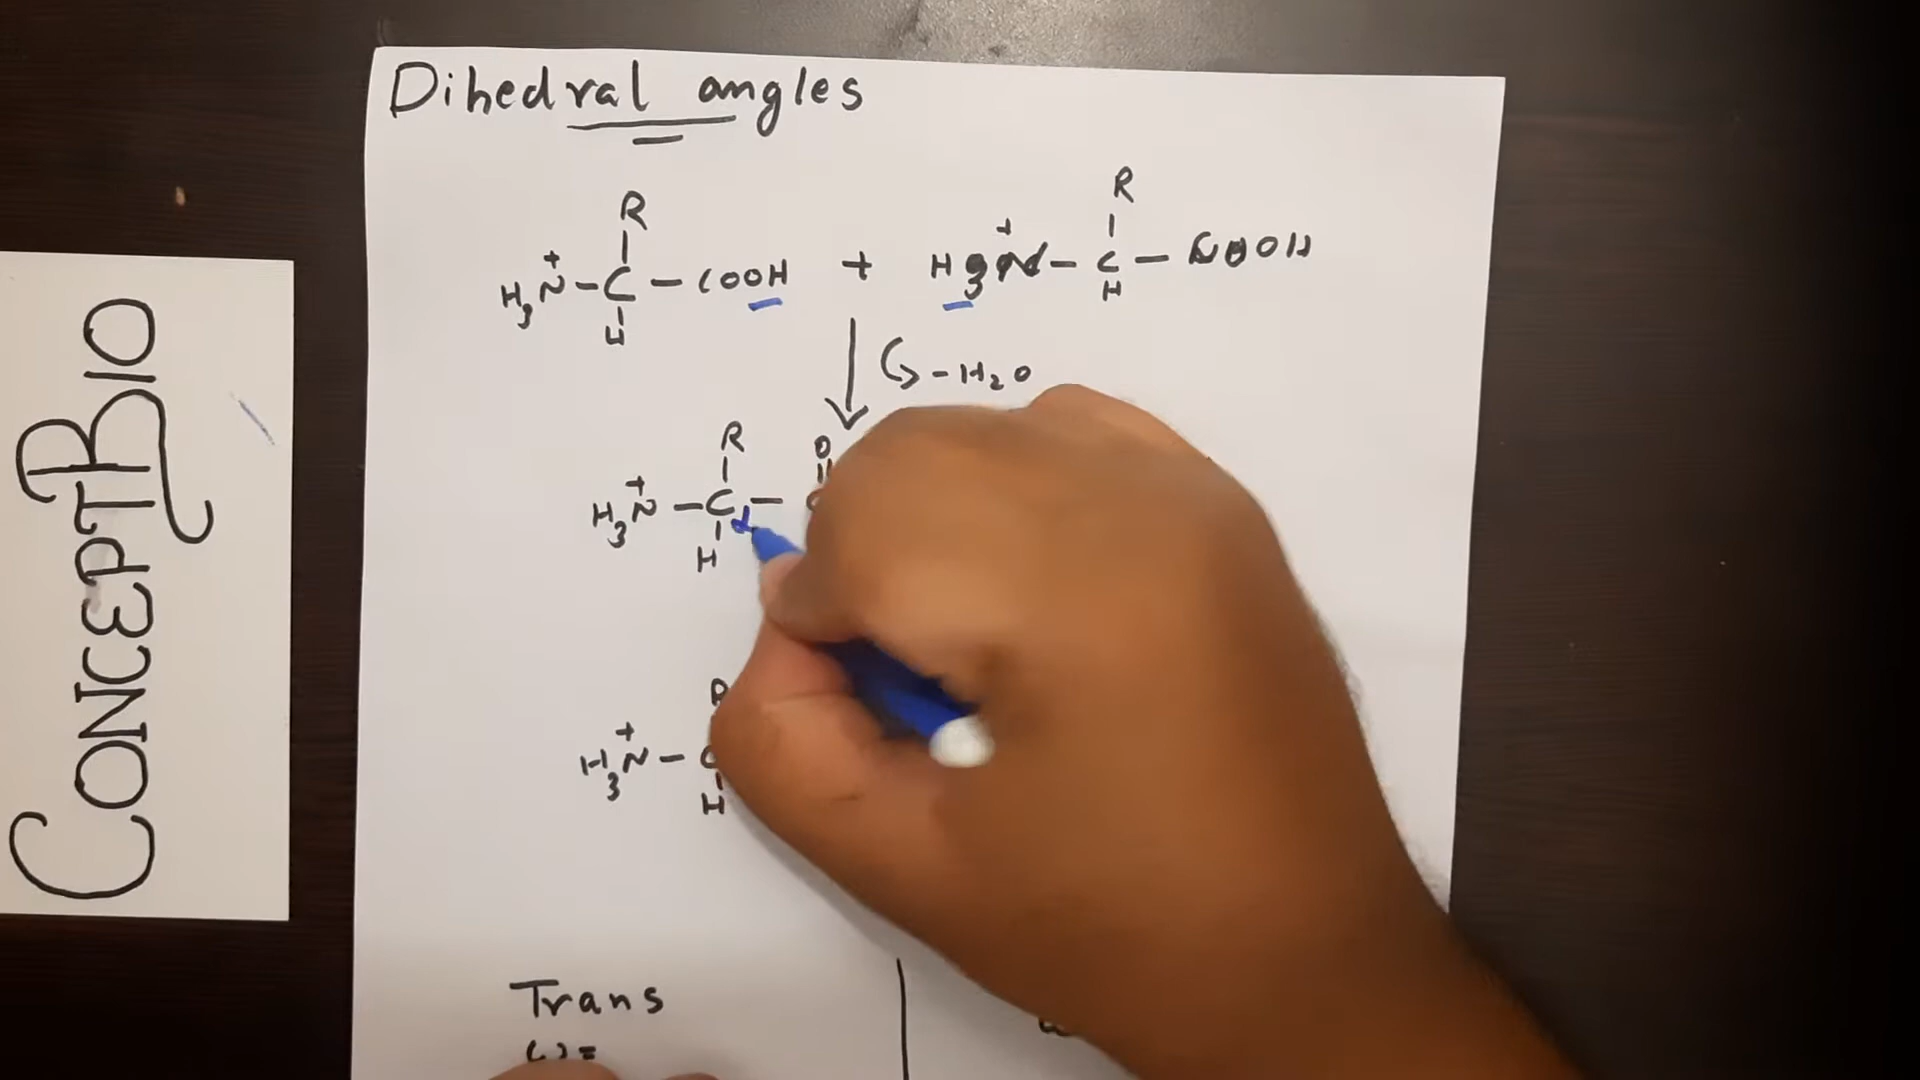 Dihedral angles
R
R
H3N+ - C - COOH + H3N+ - C - COOH
H
H
-H2O
R
O
H3N+ - C -
H
H3N+ -
H
Trans
ω =
CONCEPTBIO